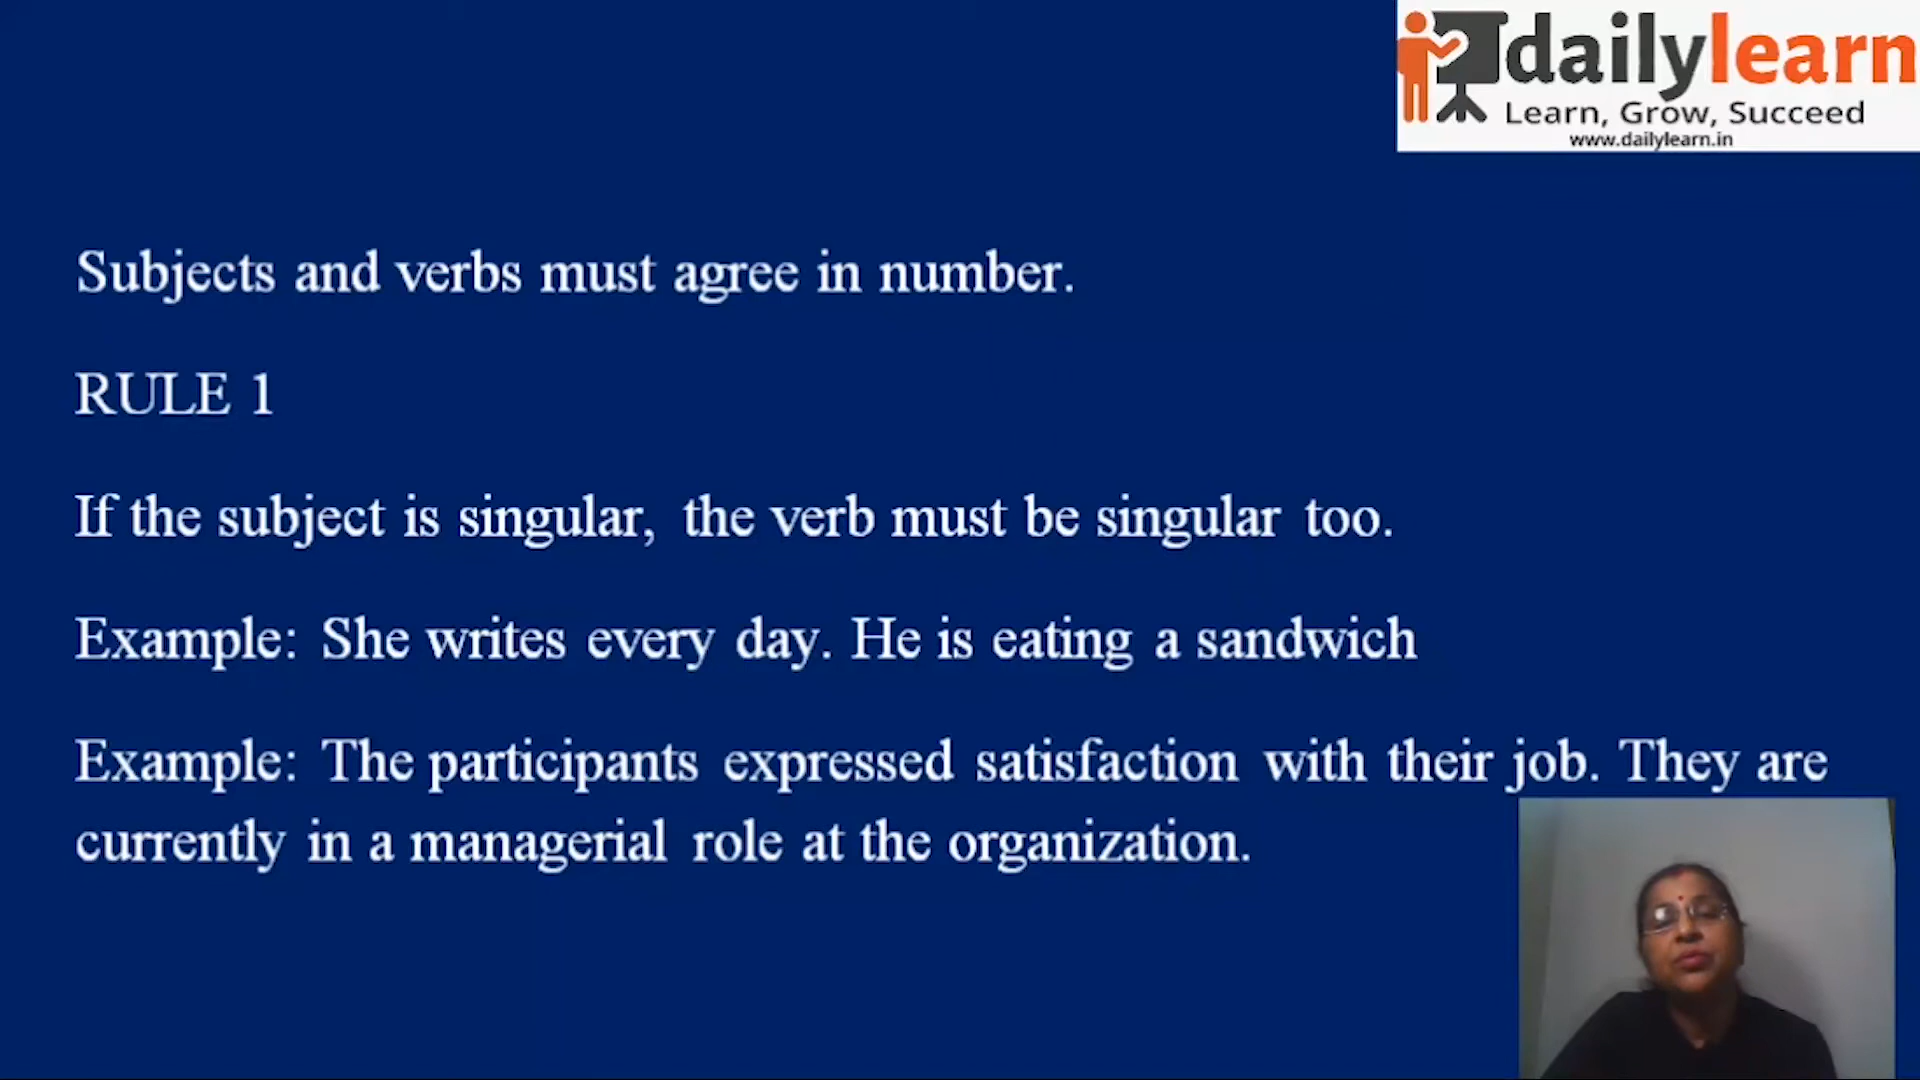 dailylearn
Learn, Grow, Succeed
www.dailylearn.in
Subjects and verbs must agree in number.
RULE 1
If the subject is singular, the verb must be singular too.
Example: She writes every day. He is eating a sandwich
Example: The participants expressed satisfaction with their job. They are
currently in a managerial role at the organization.